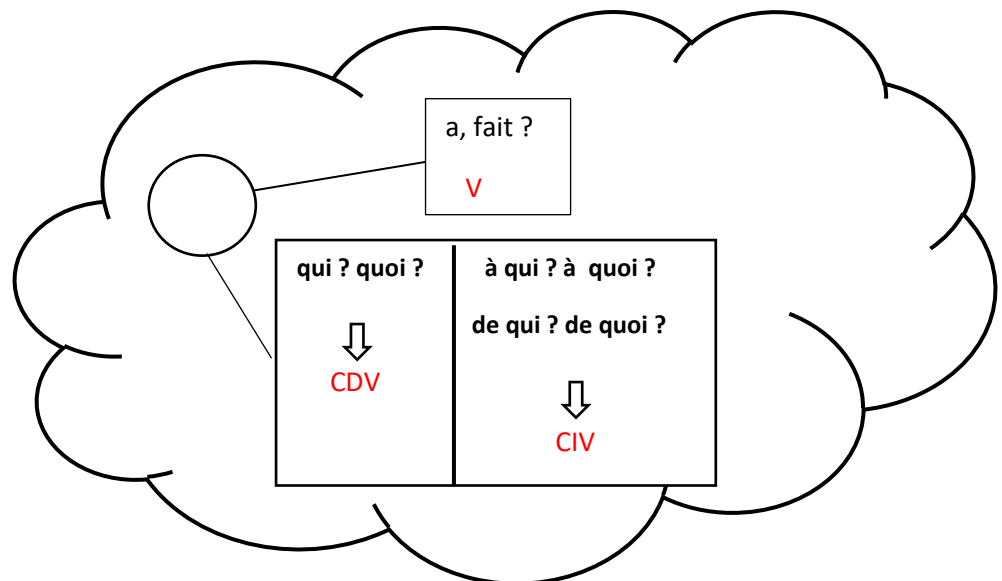 a, fait ?
V
qui ? quoi ?
CDV
à qui ? à quoi ?
de qui ? de quoi ?
CIV